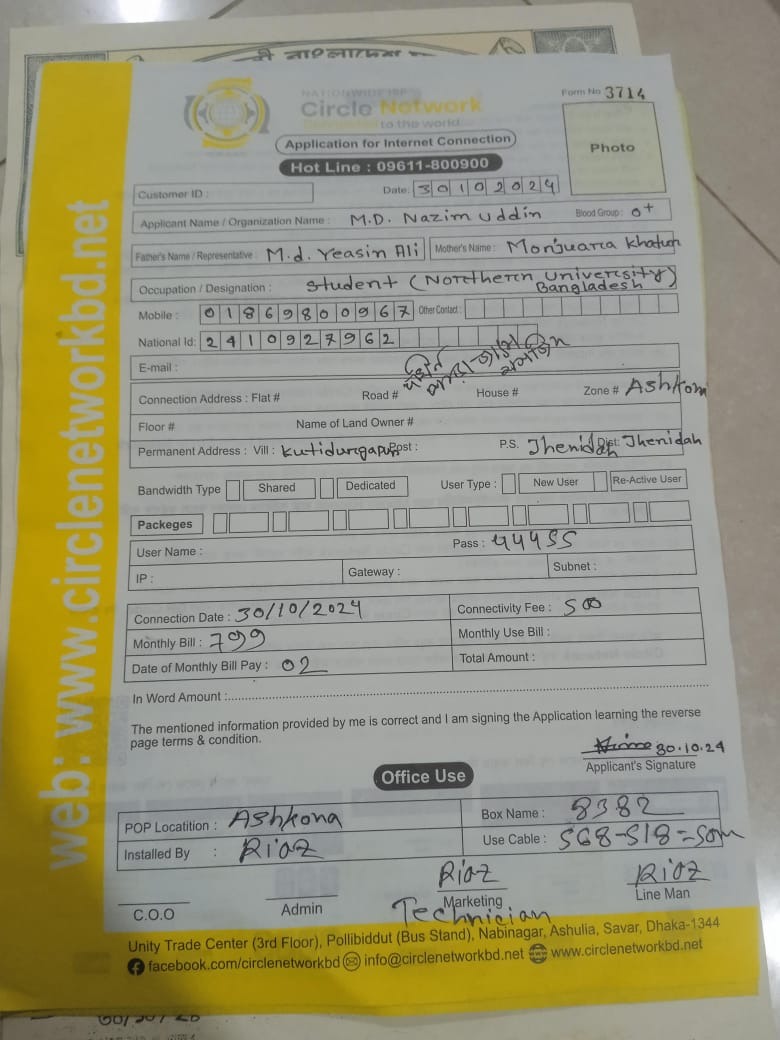 NATIONWIDE ISP
Circle Network
Connected to the world
Form No 3714
Application for Internet Connection
Hot Line : 09611-800900
Photo
Customer ID :
Date: 30102024
Applicant Name / Organization Name : M.D. Nazim uddin Blood Group : O+
Father's Name / Representative : M.d. Yeasin Ali Mother's Name : Monjuara Khatun
Occupation / Designation : Student (Northern University) Bangladesh
Mobile : 01869800967 Other Contact :
National Id: 2410927962
E-mail :
Connection Address : Flat # Road # House # Zone # Ashkona
Floor # Name of Land Owner #
Permanent Address : Vill : Kutidurgapur Post : P.S. Jhenidah Dist: Jhenidah
Bandwidth Type Shared Dedicated User Type : New User Re-Active User
Packeges
User Name : Pass : 44455
IP : Gateway : Subnet :
Connection Date : 30/10/2024 Connectivity Fee : 500
Monthly Bill : 799 Monthly Use Bill :
Date of Monthly Bill Pay : 02 Total Amount :
In Word Amount :
The mentioned information provided by me is correct and I am signing the Application learning the reverse
page terms & condition.
30.10.24
Applicant's Signature
Office Use
POP Locatition : Ashkona Box Name : 8382
Installed By : Riaz Use Cable : 568-518=50m
Riaz Riaz
C.O.O Admin Marketing Line Man
Technician
Unity Trade Center (3rd Floor), Pollibiddut (Bus Stand), Nabinagar, Ashulia, Savar, Dhaka-1344
facebook.com/circlenetworkbd info@circlenetworkbd.net www.circlenetworkbd.net
web: www.circlenetworkbd.net